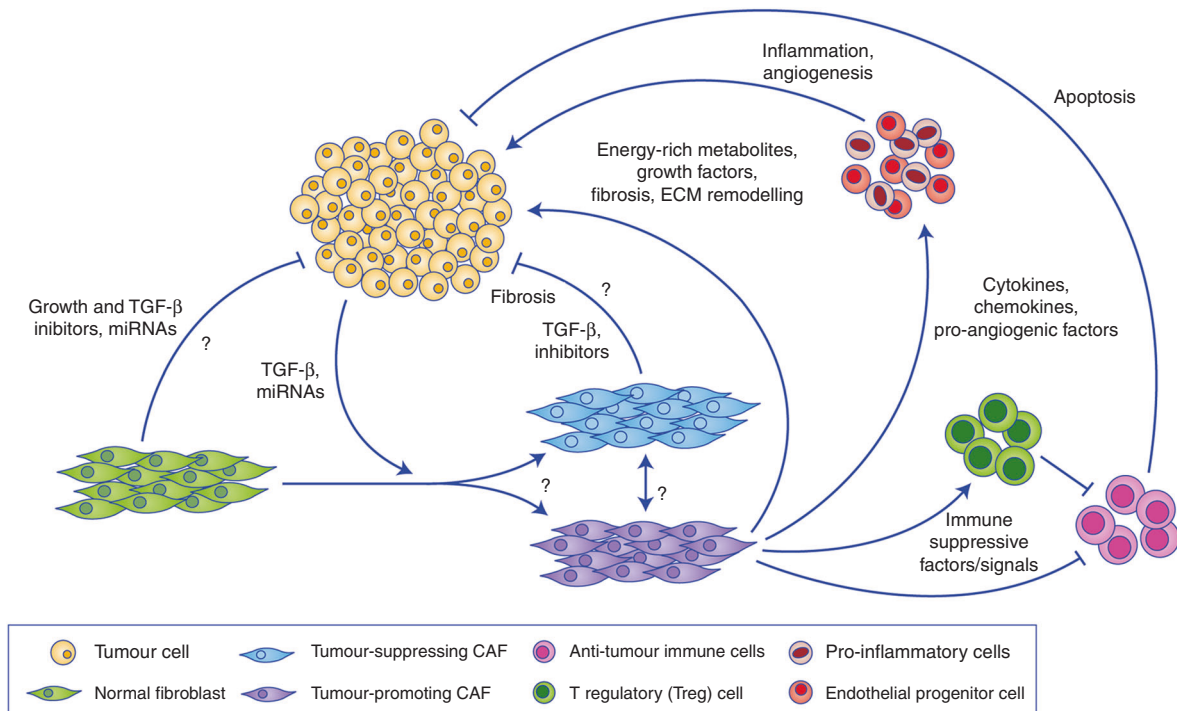 Inflammation,
angiogenesis
Apoptosis
Energy-rich metabolites,
growth factors,
fibrosis, ECM remodelling
Growth and TGF-β
inibitors, miRNAs
?
TGF-β,
miRNAs
Fibrosis
?
TGF-β,
inhibitors
Cytokines,
chemokines,
pro-angiogenic factors
?
?
Immune
suppressive
factors/signals
Tumour cell
Tumour-suppressing CAF
Anti-tumour immune cells
Pro-inflammatory cells
Normal fibroblast
Tumour-promoting CAF
T regulatory (Treg) cell
Endothelial progenitor cell